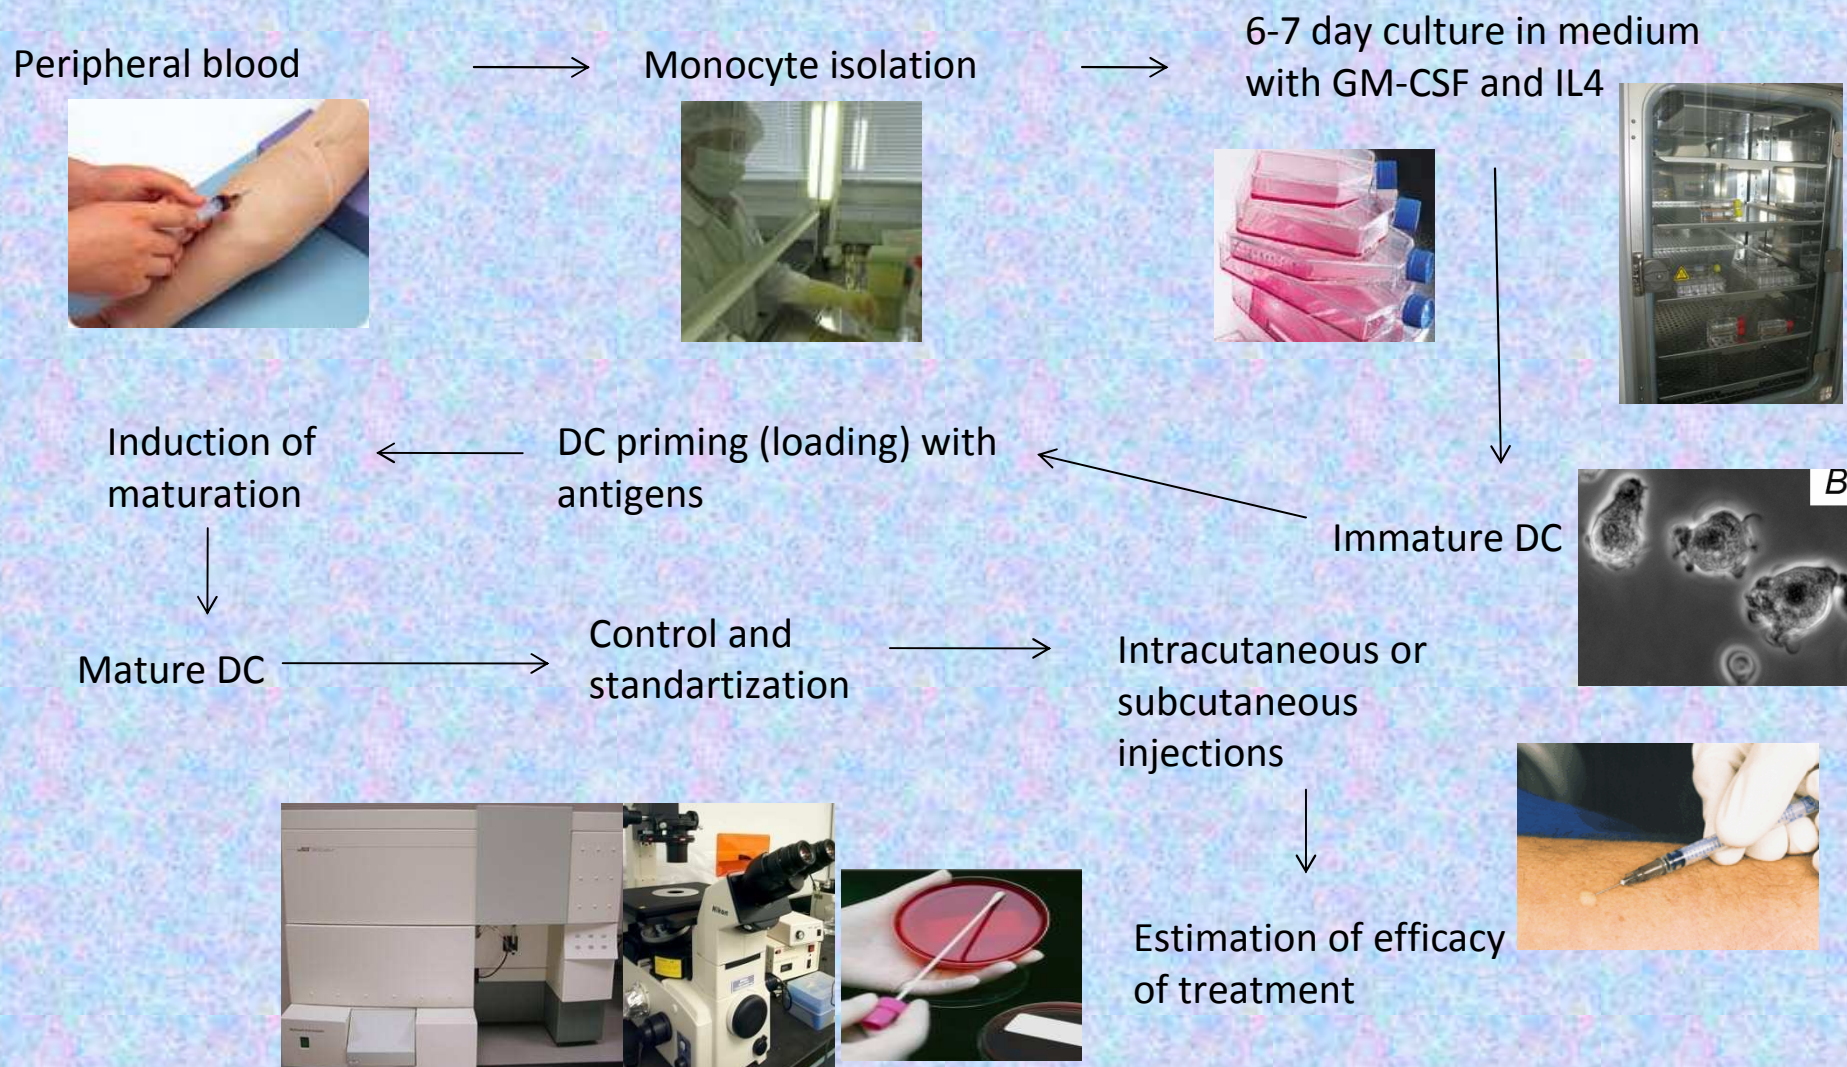 Peripheral blood
Monocyte isolation
6-7 day culture in medium
with GM-CSF and IL4
Induction of
maturation
DC priming (loading) with
antigens
Immature DC
B
Mature DC
Control and
standartization
Intracutaneous or
subcutaneous
injections
Nikon
Estimation of efficacy
of treatment